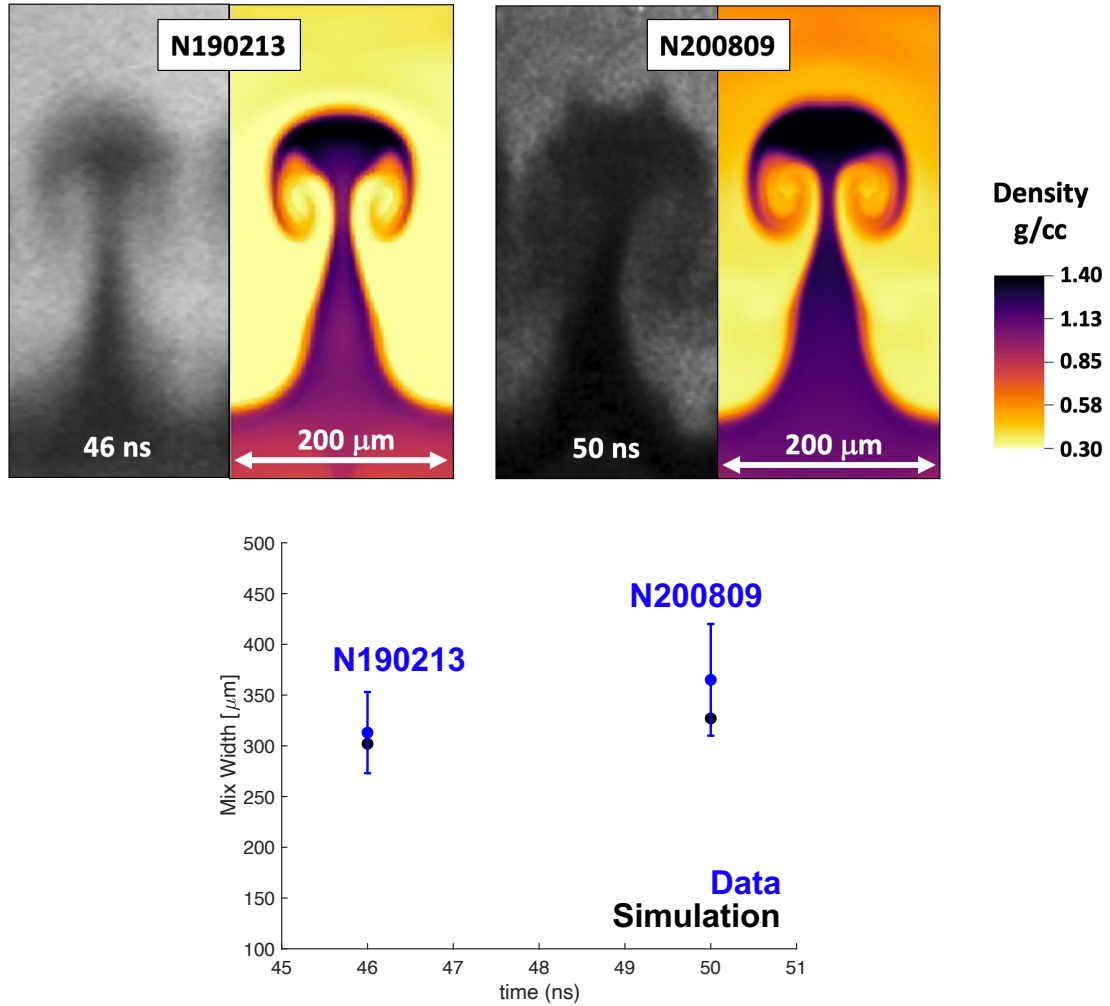 N190213
N200809
46 ns
200 μm
50 ns
200 μm
Density
g/cc
1.40
1.13
0.85
0.58
0.30
500
450
400
350
300
250
200
150
100
Mix Width [μm]
N190213
N200809
Data
Simulation
45 46 47 48 49 50 51
time (ns)